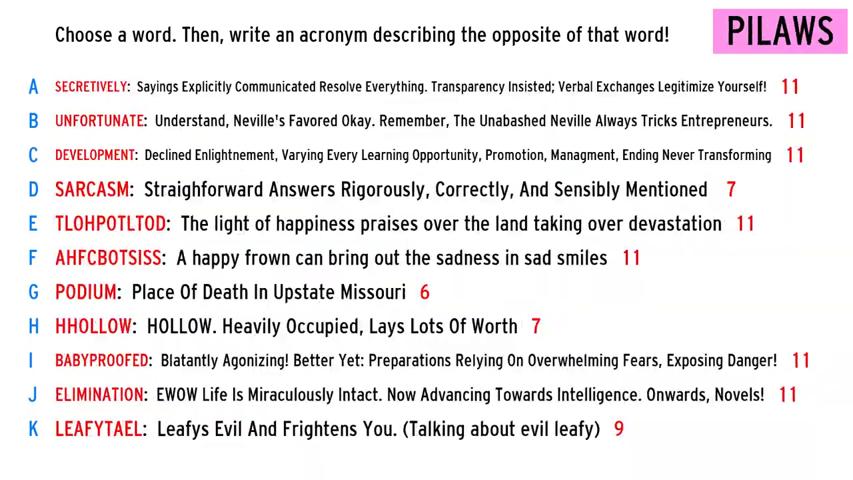 Choose a word. Then, write an acronym describing the opposite of that word!
PILAWS
A SECRETIVELY: Sayings Explicitly Communicated Resolve Everything. Transparency Insisted; Verbal Exchanges Legitimize Yourself! 11
B UNFORTUNATE: Understand, Neville's Favored Okay. Remember, The Unabashed Neville Always Tricks Entrepreneurs. 11
C DEVELOPMENT: Declined Enlightnement, Varying Every Learning Opportunity, Promotion, Managment, Ending Never Transforming 11
D SARCASM: Straighforward Answers Rigorously, Correctly, And Sensibly Mentioned 7
E TLOHPOTLTOD: The light of happiness praises over the land taking over devastation 11
F AHFCBOTSISS: A happy frown can bring out the sadness in sad smiles 11
G PODIUM: Place Of Death In Upstate Missouri 6
H HHOLLOW: HOLLOW. Heavily Occupied, Lays Lots Of Worth 7
I BABYPROOFED: Blatantly Agonizing! Better Yet: Preparations Relying On Overwhelming Fears, Exposing Danger! 11
J ELIMINATION: EWOW Life Is Miraculously Intact. Now Advancing Towards Intelligence. Onwards, Novels! 11
K LEAFYTAEL: Leafys Evil And Frightens You. (Talking about evil leafy) 9